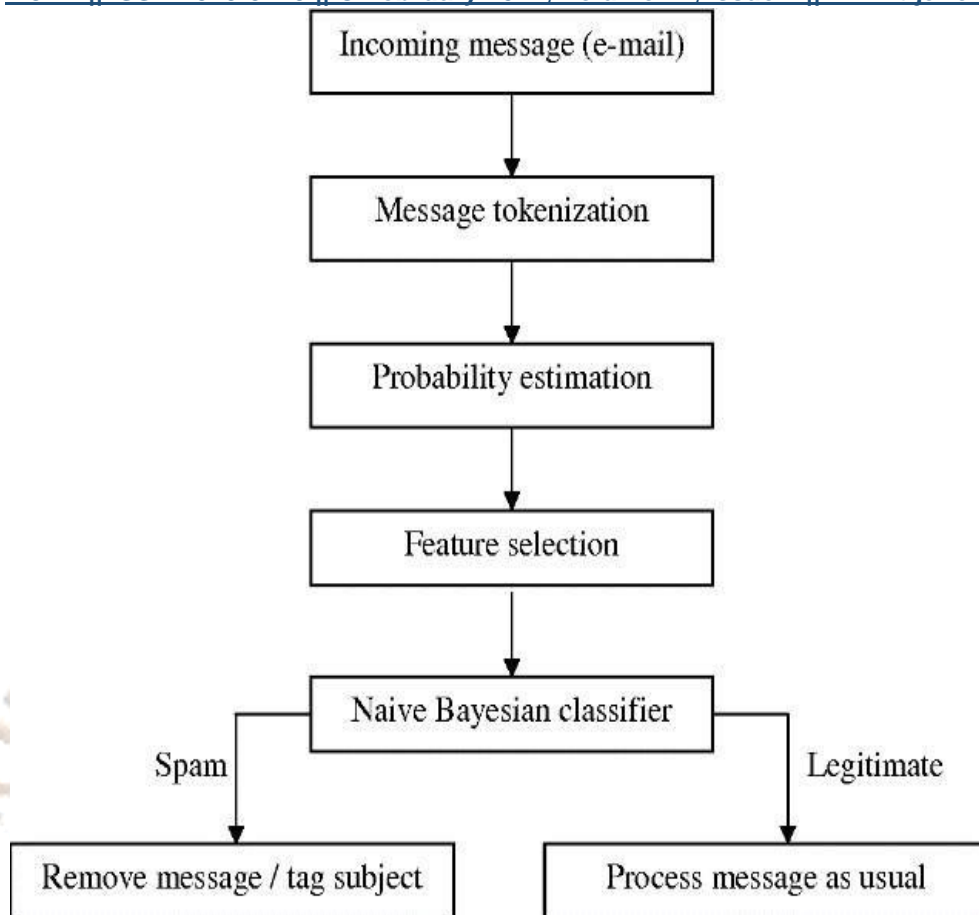 Incoming message (e-mail)
Message tokenization
Probability estimation
Feature selection
Naive Bayesian classifier
Spam
Legitimate
Remove message / tag subject
Process message as usual